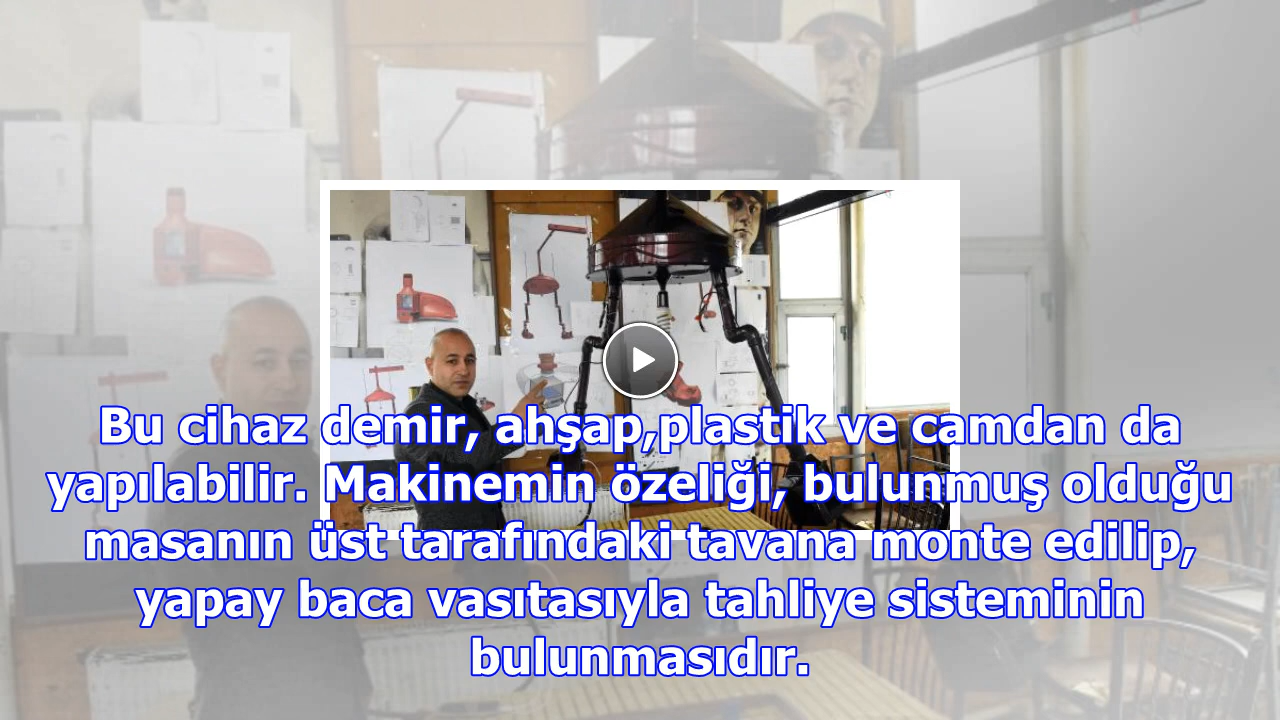 Bu cihaz demir, ahşap,plastik ve camdan da
yapılabilir. Makinemin özeliği, bulunmuş olduğu
masanın üst tarafındaki tavana monte edilip,
yapay baca vasıtasıyla tahliye sisteminin
bulunmasıdır.